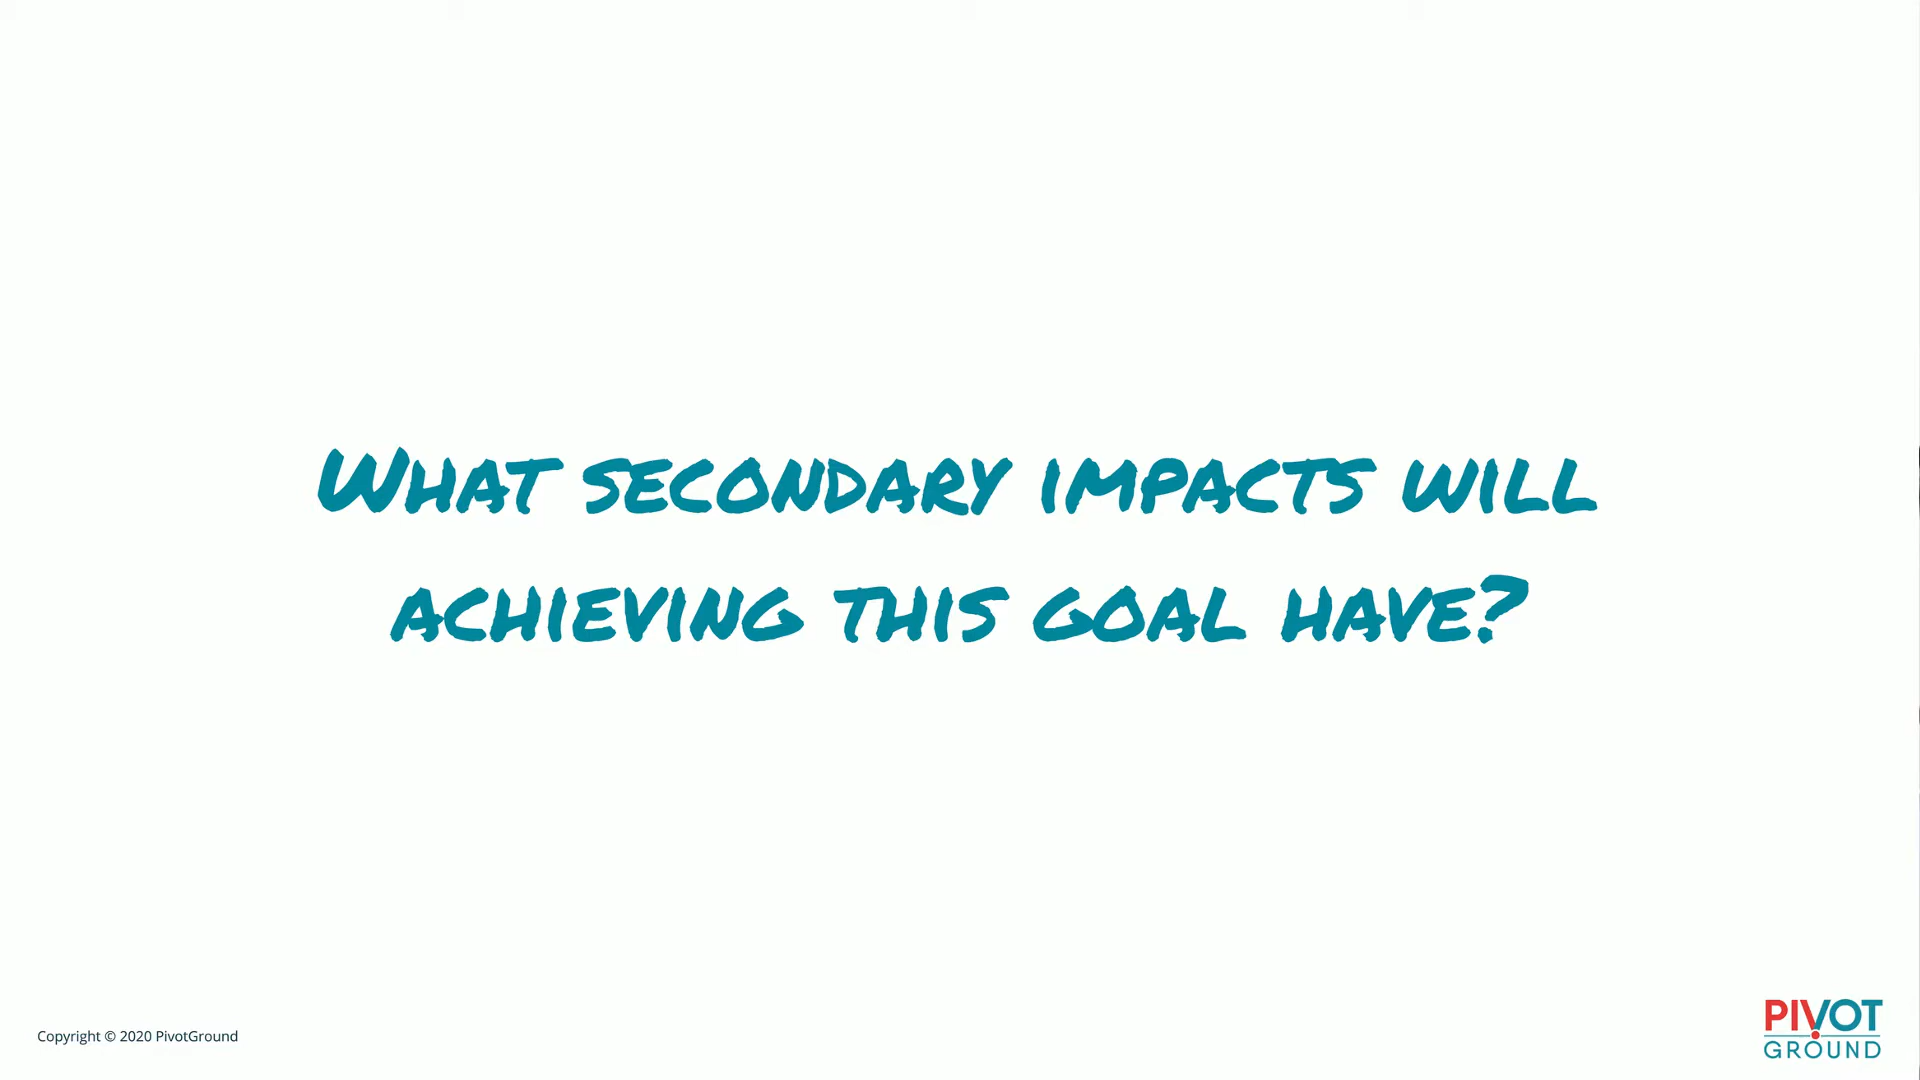 What secondary impacts will
achieving this goal have?
Copyright © 2020 PivotGround
PIVOT
GROUND